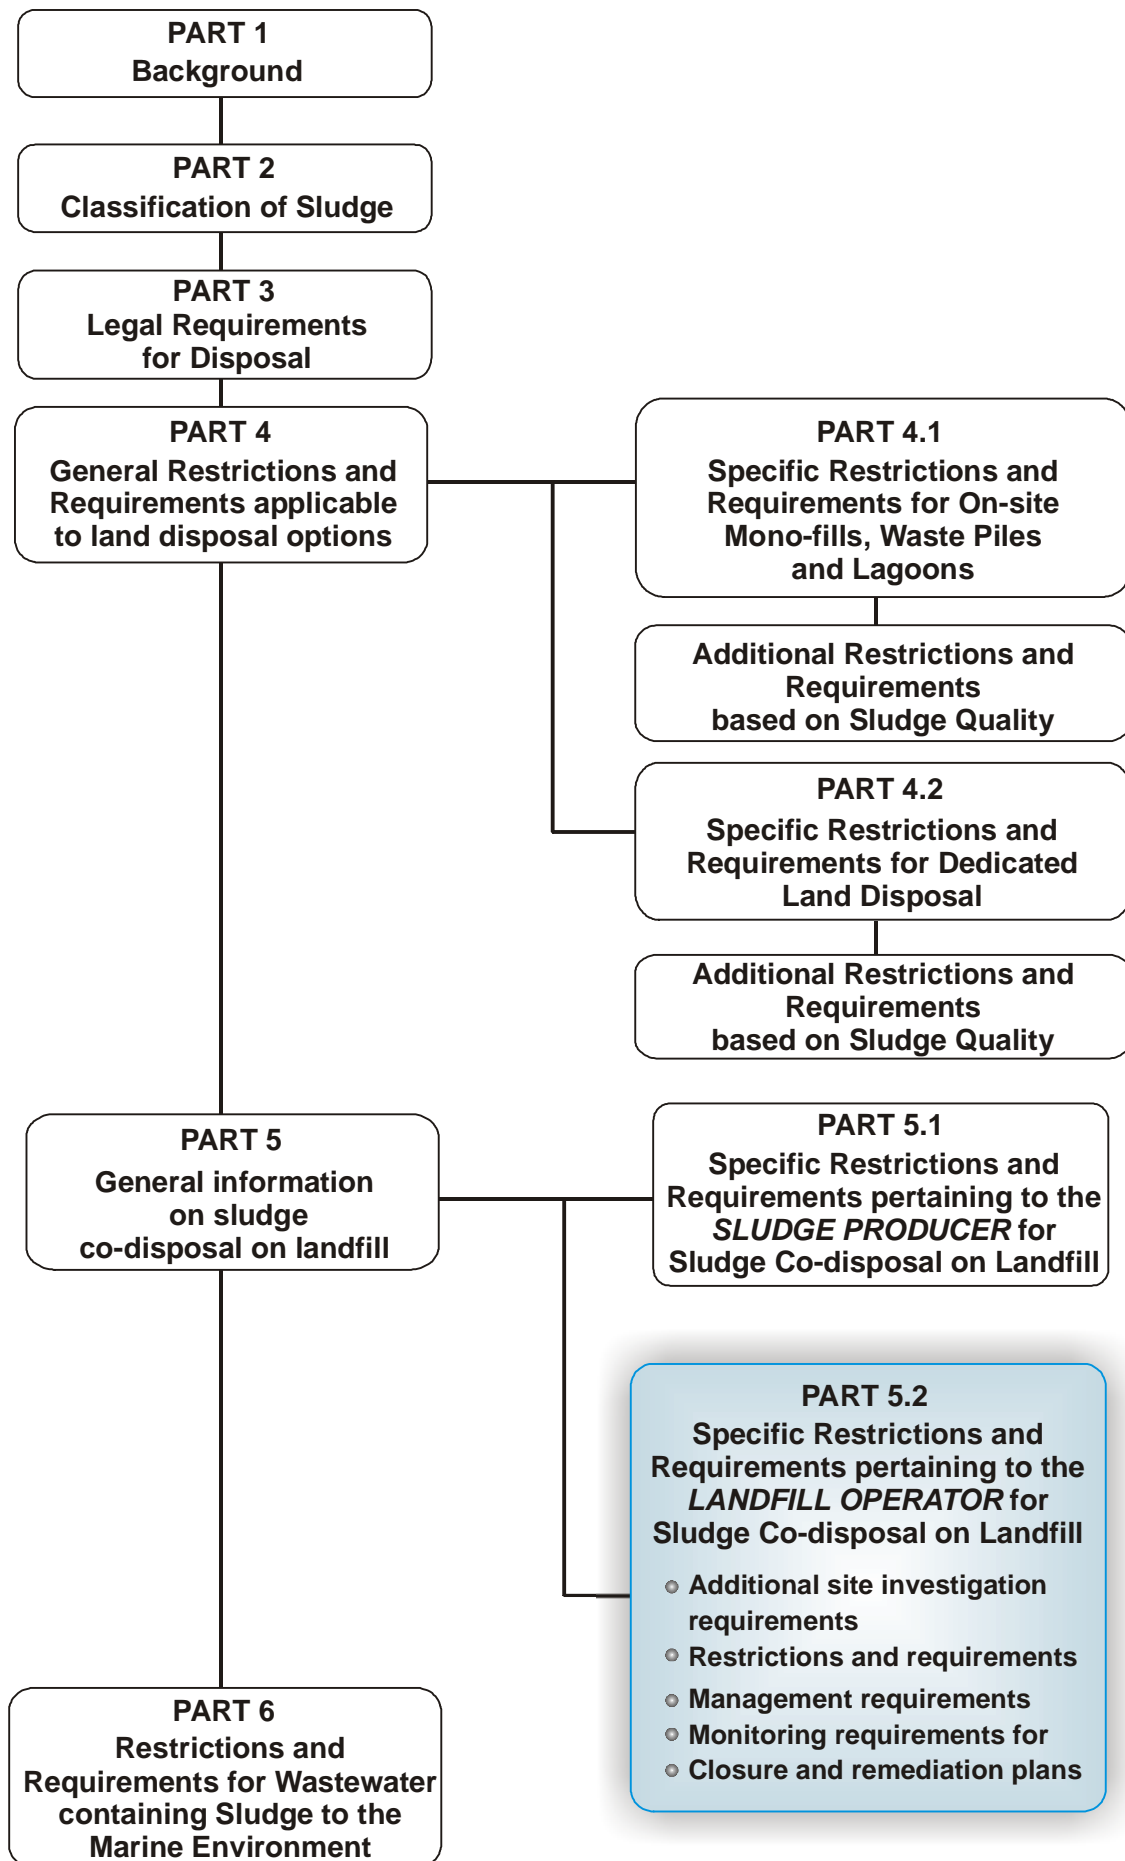 PART 1
Background
PART 2
Classification of Sludge
PART 3
Legal Requirements
for Disposal
PART 4
General Restrictions and
Requirements applicable
to land disposal options
PART 4.1
Specific Restrictions and
Requirements for On-site
Mono-fills, Waste Piles
and Lagoons
Additional Restrictions and
Requirements
based on Sludge Quality
PART 4.2
Specific Restrictions and
Requirements for Dedicated
Land Disposal
Additional Restrictions and
Requirements
based on Sludge Quality
PART 5
General information
on sludge
co-disposal on landfill
PART 5.1
Specific Restrictions and
Requirements pertaining to the
SLUDGE PRODUCER for
Sludge Co-disposal on Landfill
PART 5.2
Specific Restrictions and
Requirements pertaining to the
LANDFILL OPERATOR for
Sludge Co-disposal on Landfill
Additional site investigation
requirements
Restrictions and requirements
Management requirements
Monitoring requirements for
Closure and remediation plans
PART 6
Restrictions and
Requirements for Wastewater
containing Sludge to the
Marine Environment